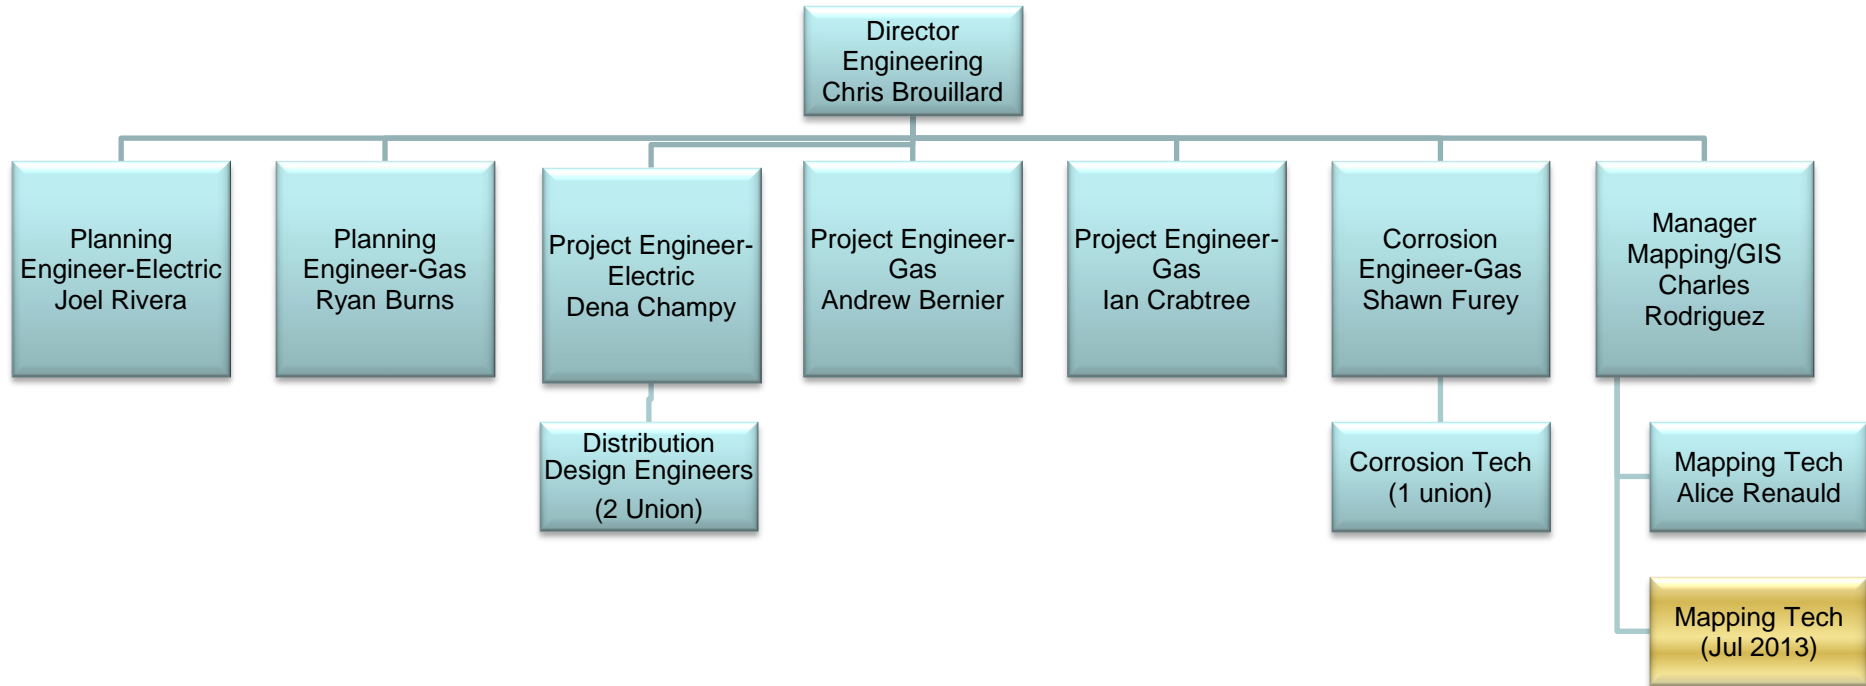 Director
Engineering
Chris Brouillard
Planning
Engineer-Electric
Joel Rivera
Planning
Engineer-Gas
Ryan Burns
Project Engineer-
Electric
Dena Champy
Project Engineer-
Gas
Andrew Bernier
Project Engineer-
Gas
Ian Crabtree
Corrosion
Engineer-Gas
Shawn Furey
Manager
Mapping/GIS
Charles
Rodriguez
Distribution
Design Engineers
(2 Union)
Corrosion Tech
(1 union)
Mapping Tech
Alice Renauld
Mapping Tech
(Jul 2013)